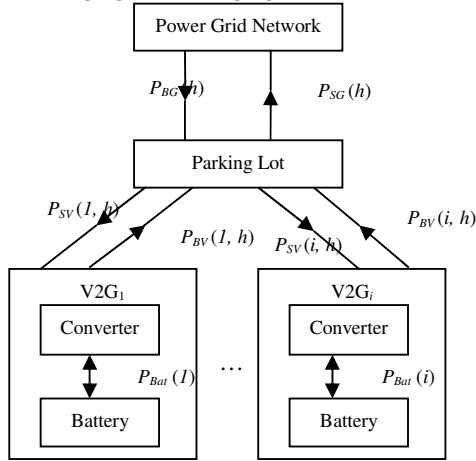 Power Grid Network
P_BG(h)
P_SG(h)
Parking Lot
P_SV(1, h)
P_BV(1, h)
P_SV(i, h)
P_BV(i, h)
V2G_1
V2G_i
Converter
Converter
P_Bat(1)
...
P_Bat(i)
Battery
Battery